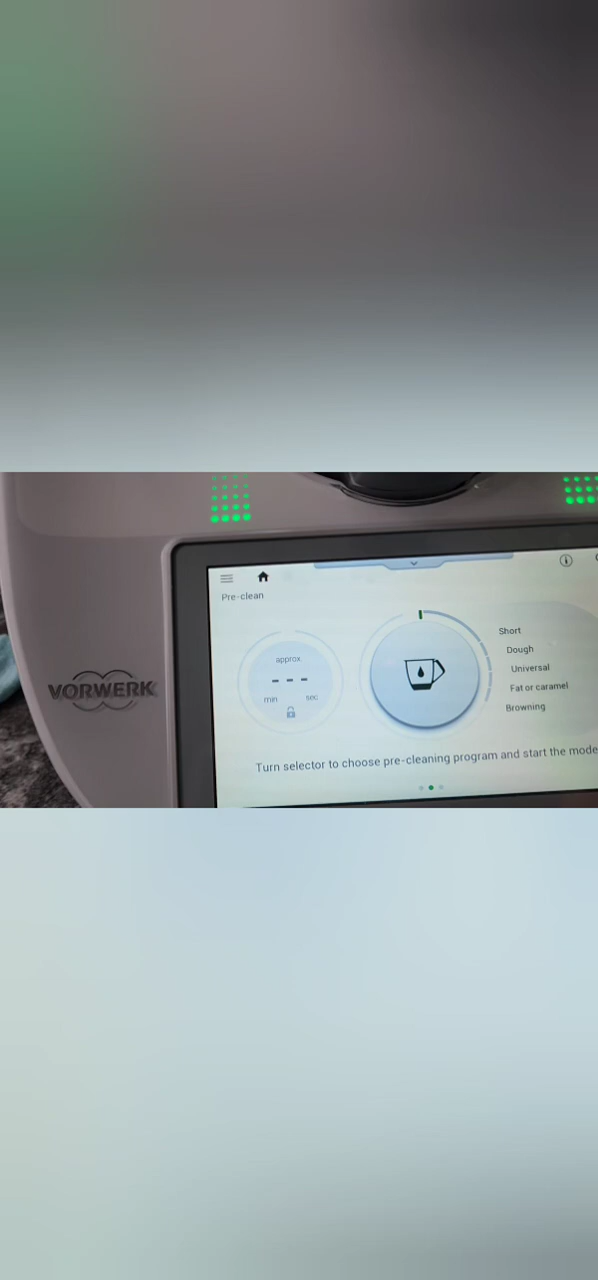 Pre-clean
VORWERK
approx.
- - -
min sec
Short
Dough
Universal
Fat or caramel
Browning
Turn selector to choose pre-cleaning program and start the mode